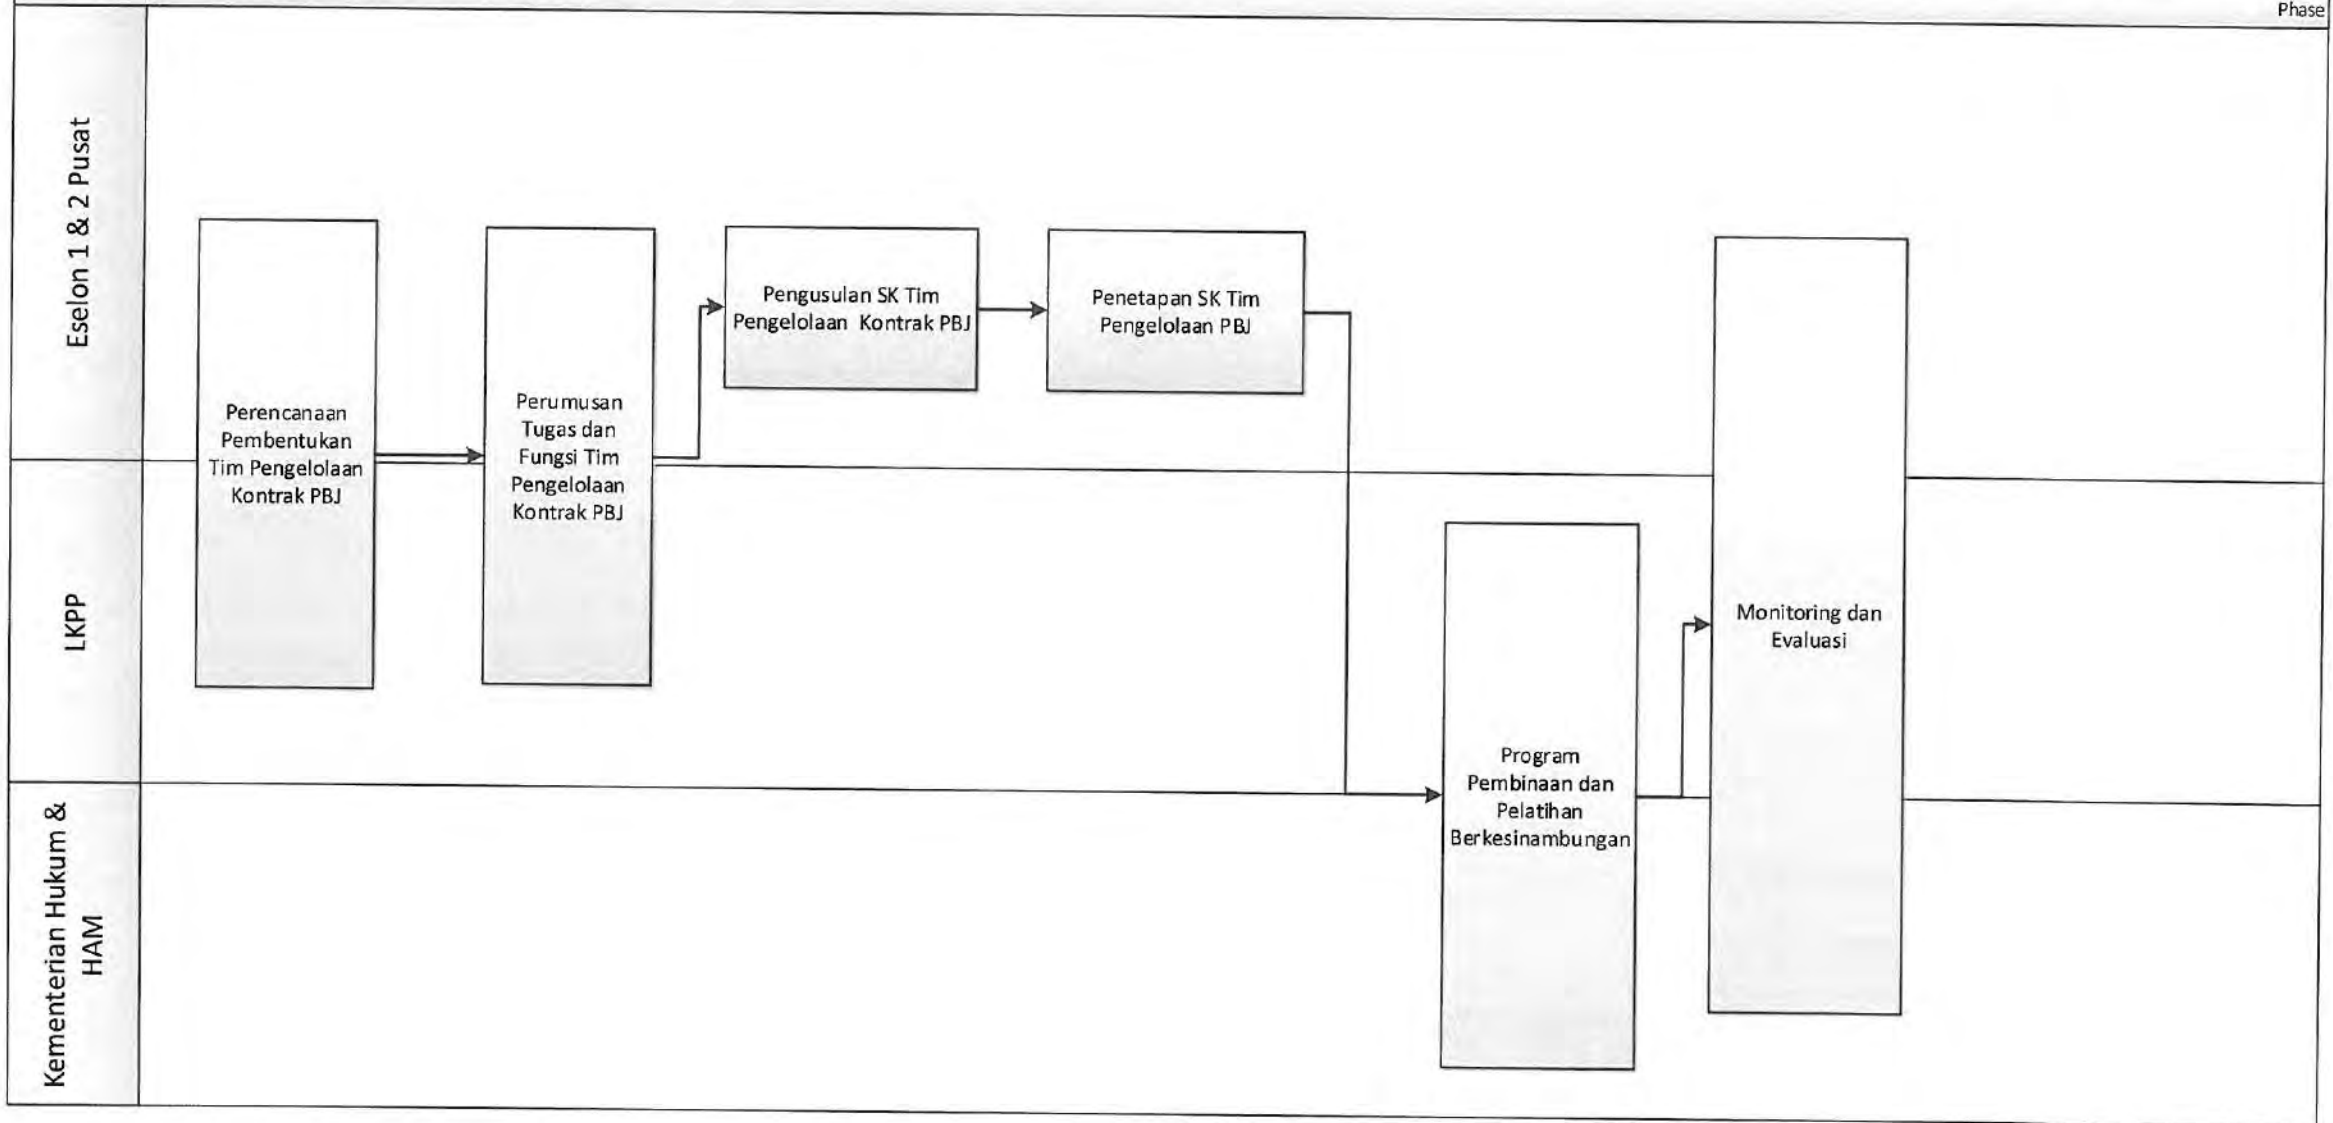 Phase
Eselon 1 & 2 Pusat
Perencanaan
Pembentukan
Tim Pengelolaan
Kontrak PBJ
Perumusan
Tugas dan
Fungsi Tim
Pengelolaan
Kontrak PBJ
Pengusulan SK Tim
Pengelolaan Kontrak PBJ
Penetapan SK Tim
Pengelolaan PBJ
LKPP
Monitoring dan
Evaluasi
Program
Pembinaan dan
Pelatihan
Berkesinambungan
Kementerian Hukum &
HAM